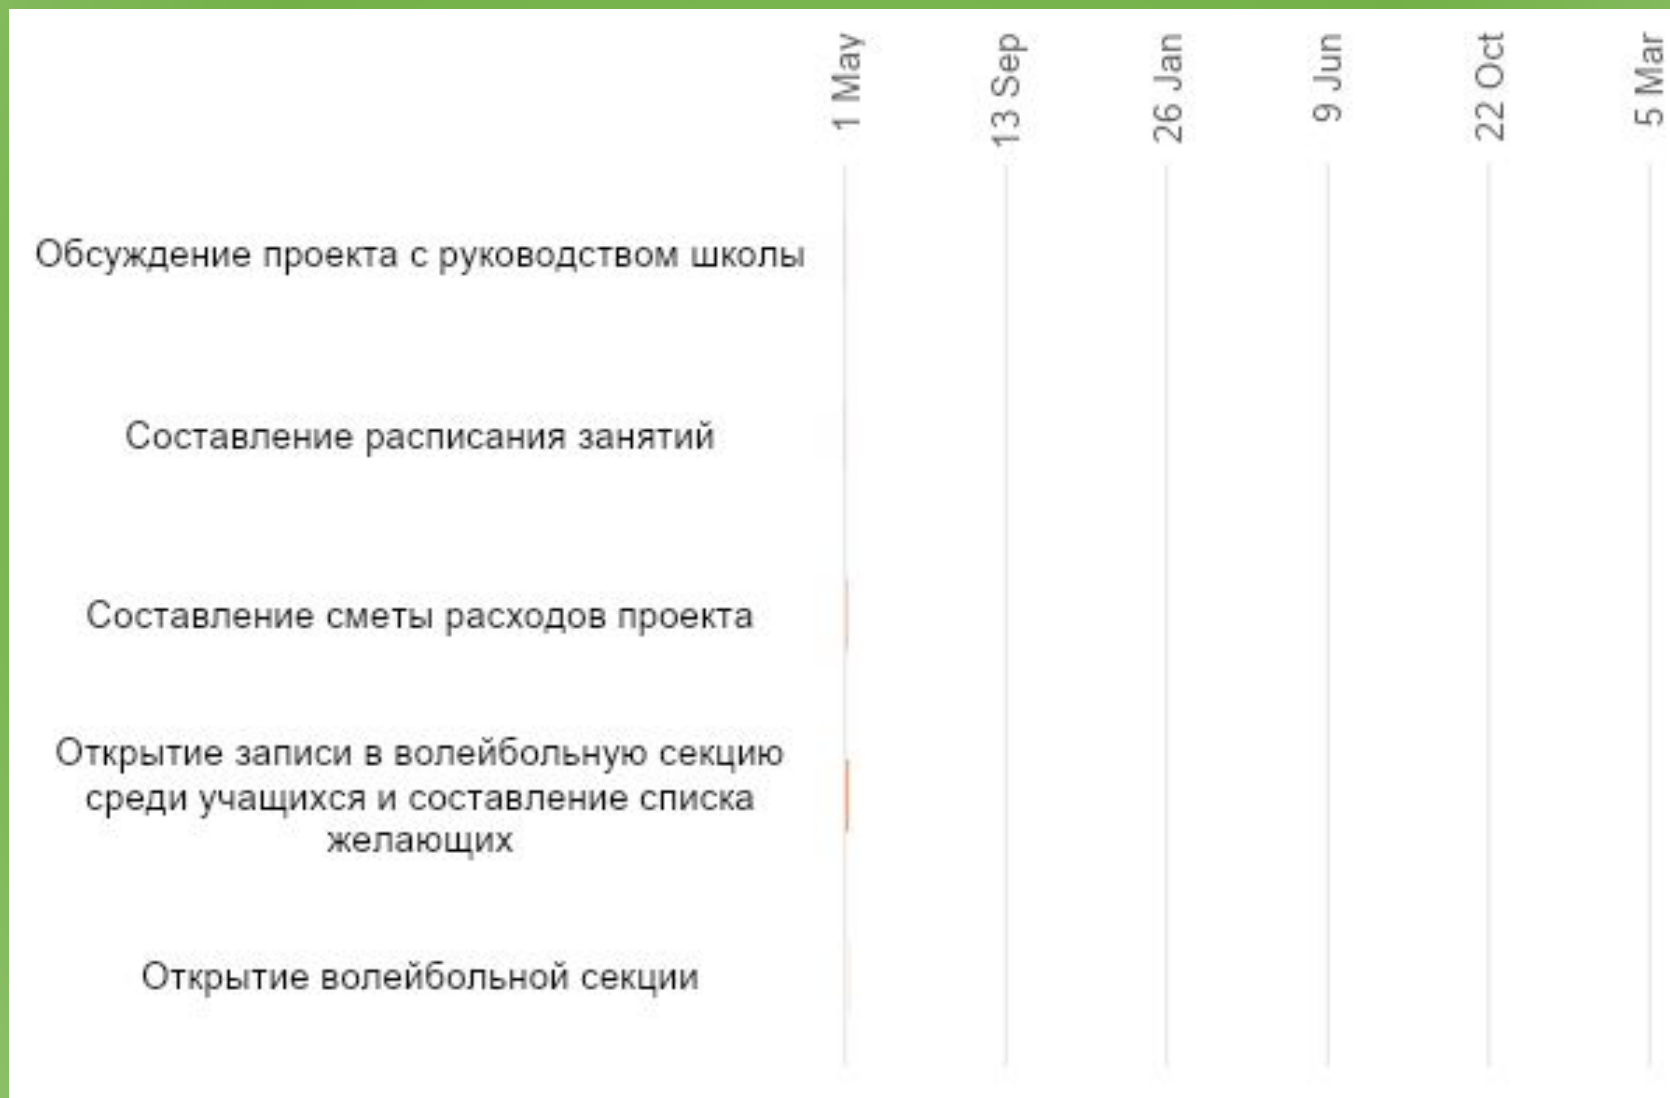 1 May
13 Sep
26 Jan
9 Jun
22 Oct
5 Mar
Обсуждение проекта с руководством школы
Составление расписания занятий
Составление сметы расходов проекта
Открытие записи в волейбольную секцию
среди учащихся и составление списка
желающих
Открытие волейбольной секции